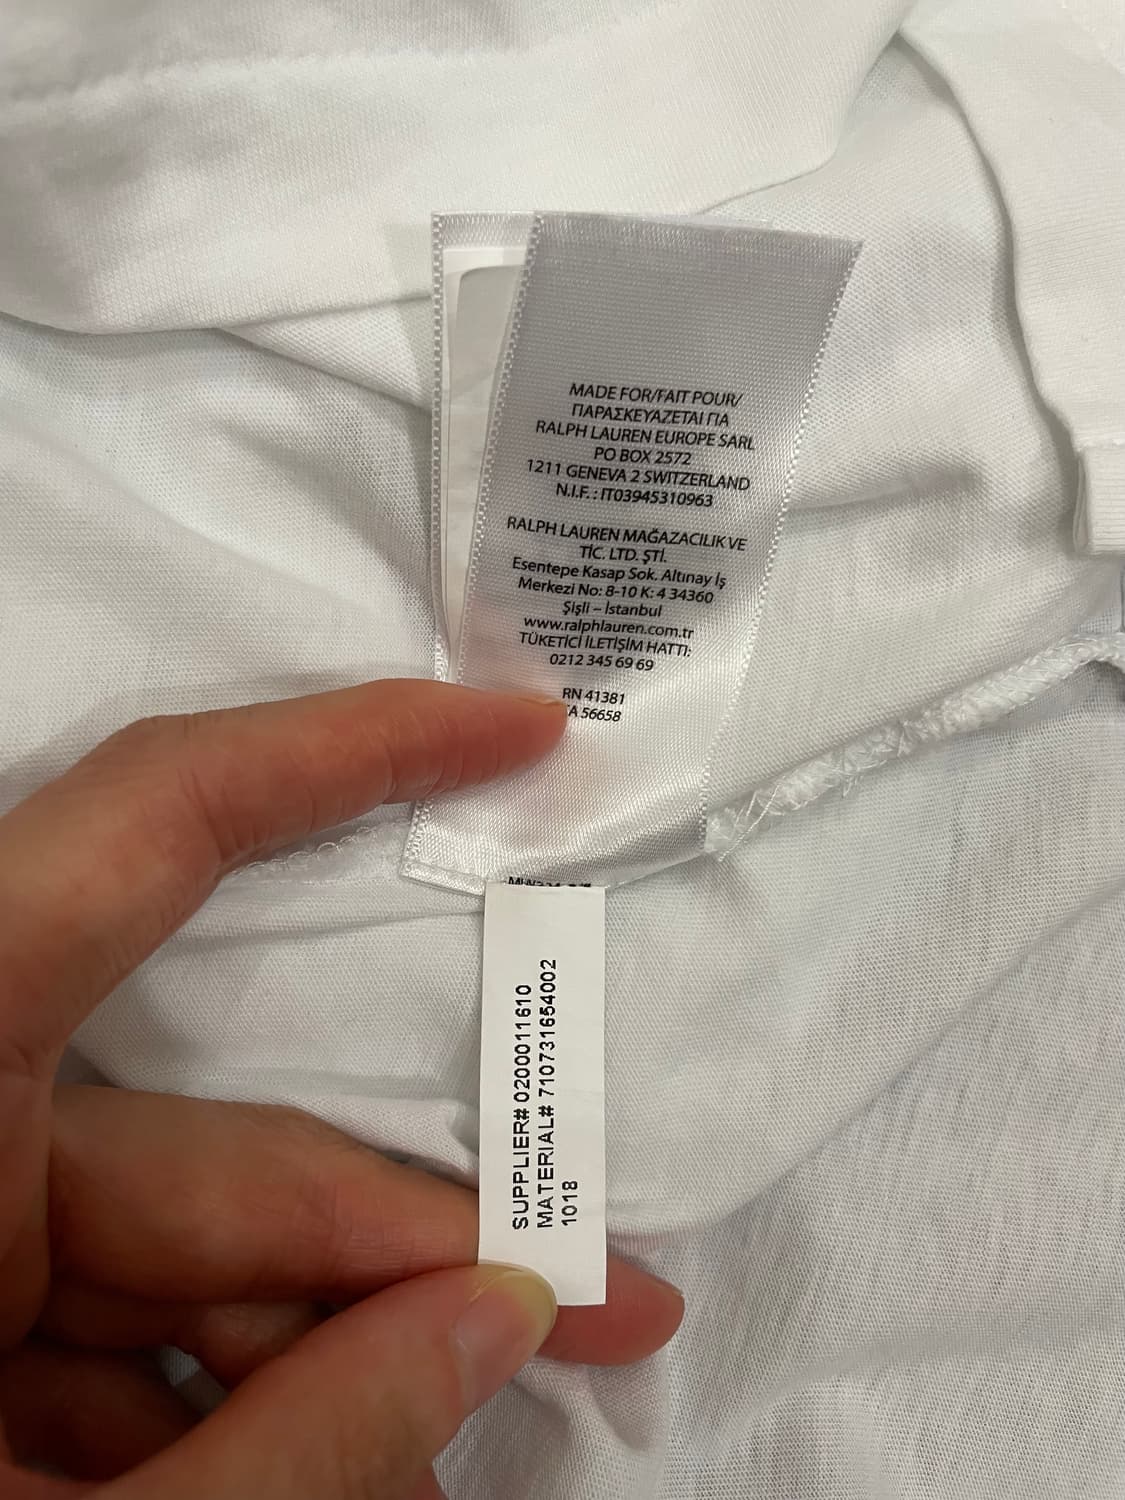 MADE FOR/FAIT POUR/
ΠΑΡΑΣΚΕΥΑΖΕΤΑΙ ΓΙΑ
RALPH LAUREN EUROPE SARL
PO BOX 2572
1211 GENEVA 2 SWITZERLAND
N.I.F. : IT03945310963
RALPH LAUREN MAĞAZACILIK VE
TİC. LTD. ŞTİ.
Esentepe Kasap Sok. Altınay İş
Merkezi No: 8-10 K: 4 34360
Şişli – İstanbul
www.ralphlauren.com.tr
TÜKETİCİ İLETİŞİM HATTI:
0212 345 69 69
RN 41381
56658
SUPPLIER# 0200011610
MATERIAL# 710731654002
1018